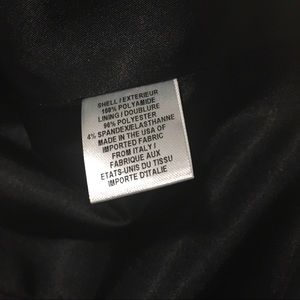 SHELL / EXTERIEUR
100% POLYAMIDE
LINING / DOUBLURE
96% POLYESTER
4% SPANDEX/ELASTHANNE
MADE IN THE USA OF
IMPORTED FABRIC
FROM ITALY /
FABRIQUE AUX
ETATS-UNIS DU TISSU
IMPORTE D'ITALIE